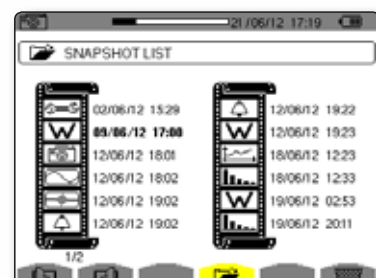 21/06/12 17:19
SNAPSHOT LIST
02/06/12 15:29
W 09/06/12 17:00
12/06/12 18:01
12/06/12 18:02
12/06/12 19:02
12/06/12 19:02
1/2
12/06/12 19:22
W 12/06/12 19:23
18/06/12 12:23
18/06/12 12:33
W 19/06/12 02:53
19/06/12 20:11